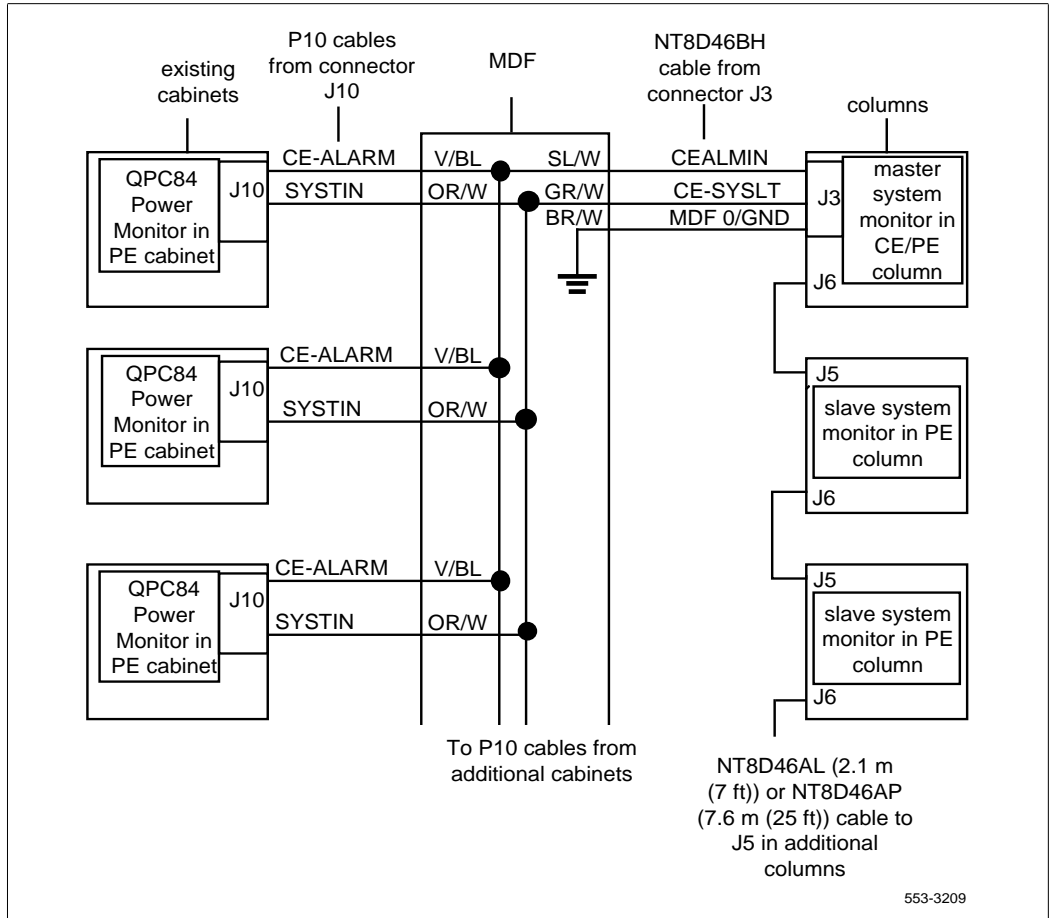 existing
cabinets
P10 cables
from connector
J10
MDF
NT8D46BH
cable from
connector J3
columns
QPC84
Power
Monitor in
PE cabinet
J10
CE-ALARM
V/BL
SL/W
CEALMIN
SYSTIN
OR/W
GR/W
CE-SYSLT
BR/W
MDF 0/GND
J3
master
system
monitor in
CE/PE
column
J6
QPC84
Power
Monitor in
PE cabinet
J10
CE-ALARM
V/BL
SYSTIN
OR/W
J5
slave system
monitor in PE
column
J6
QPC84
Power
Monitor in
PE cabinet
J10
CE-ALARM
V/BL
SYSTIN
OR/W
J5
slave system
monitor in PE
column
J6
To P10 cables from
additional cabinets
NT8D46AL (2.1 m
(7 ft)) or NT8D46AP
(7.6 m (25 ft)) cable to
J5 in additional
columns
553-3209